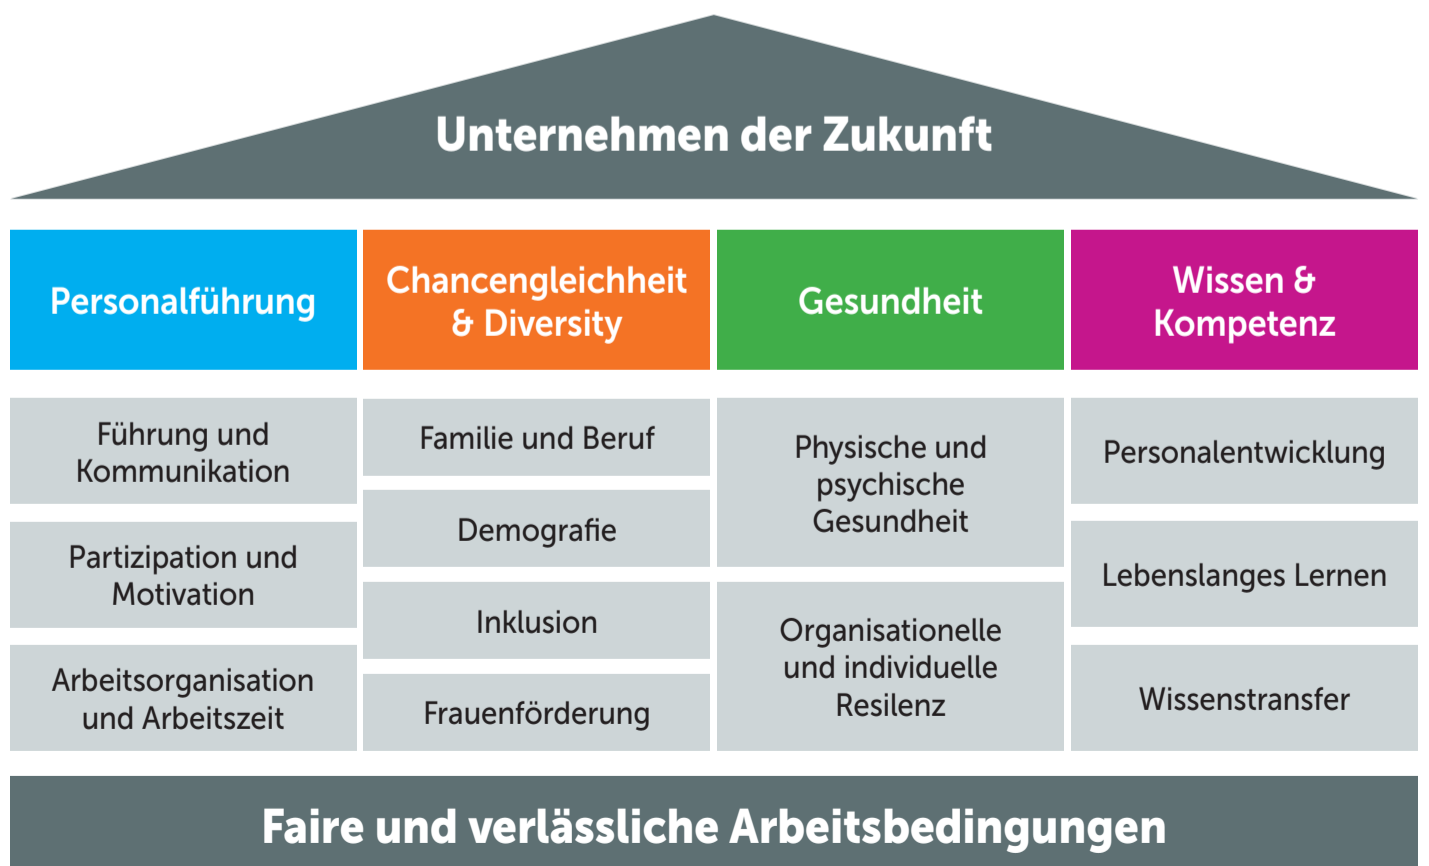 Unternehmen der Zukunft
Personalführung
Chancengleichheit
& Diversity
Gesundheit
Wissen &
Kompetenz
Führung und
Kommunikation
Partizipation und
Motivation
Arbeitsorganisation
und Arbeitszeit
Familie und Beruf
Demografie
Inklusion
Frauenförderung
Physische und
psychische
Gesundheit
Organisationelle
und individuelle
Resilenz
Personalentwicklung
Lebenslanges Lernen
Wissenstransfer
Faire und verlässliche Arbeitsbedingungen